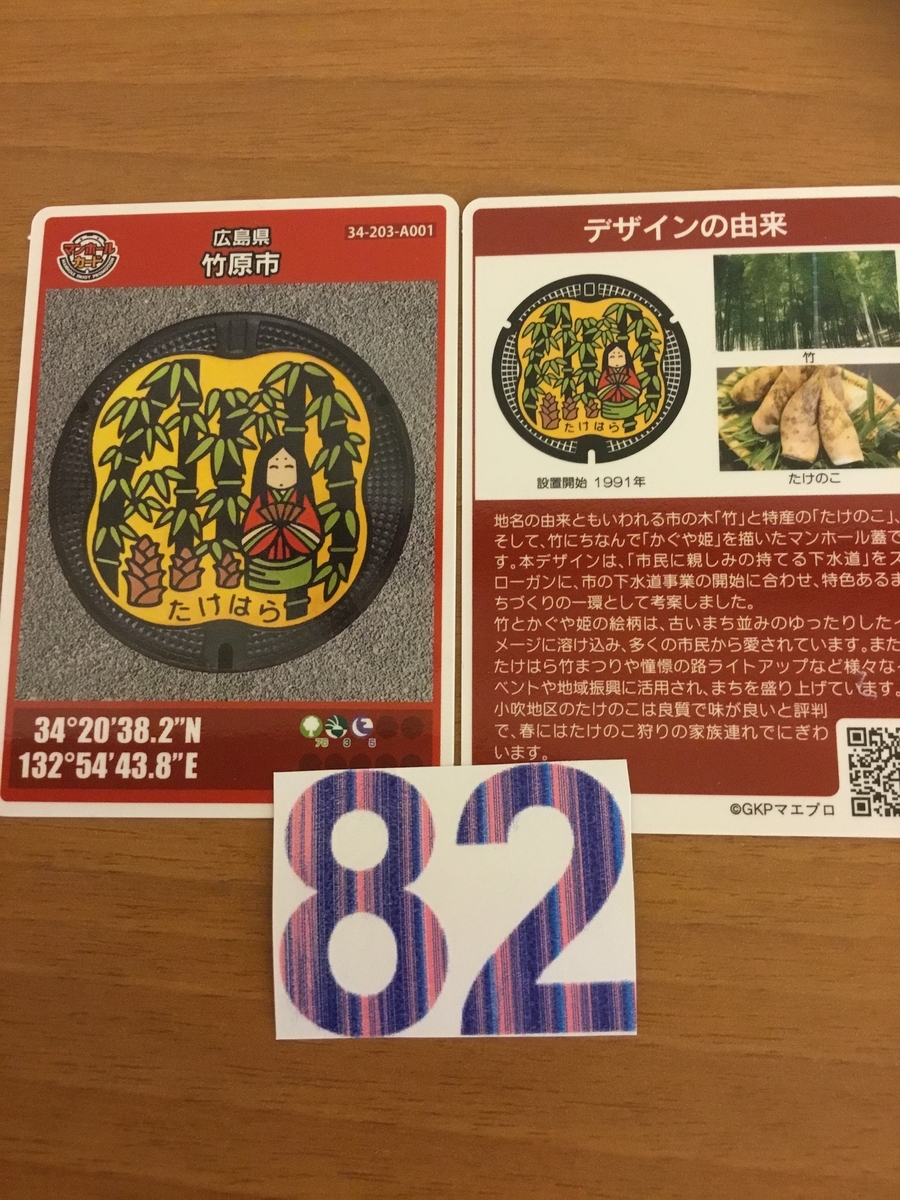 マンホール
カード
広島県
竹原市
34-203-A001
たけはら
34°20'38.2"N
132°54'43.8"E
デザインの由来
たけはら
設置開始 1991年
竹
たけのこ
地名の由来ともいわれる市の木「竹」と特産の「たけのこ」、
そして、竹にちなんで「かぐや姫」を描いたマンホール蓋で
す。本デザインは、「市民に親しみの持てる下水道」をス
ローガンに、市の下水道事業の開始に合わせ、特色あるま
ちづくりの一環として考案しました。
竹とかぐや姫の絵柄は、古いまち並みのゆったりしたイ
メージに溶け込み、多くの市民から愛されています。また、
たけはら竹まつりや憧憬の路ライトアップなど様々なイ
ベントや地域振興に活用され、まちを盛り上げています。
小吹地区のたけのこは良質で味が良いと評判
で、春にはたけのこ狩りの家族連れでにぎわ
います。
©GKPマエプロ
82